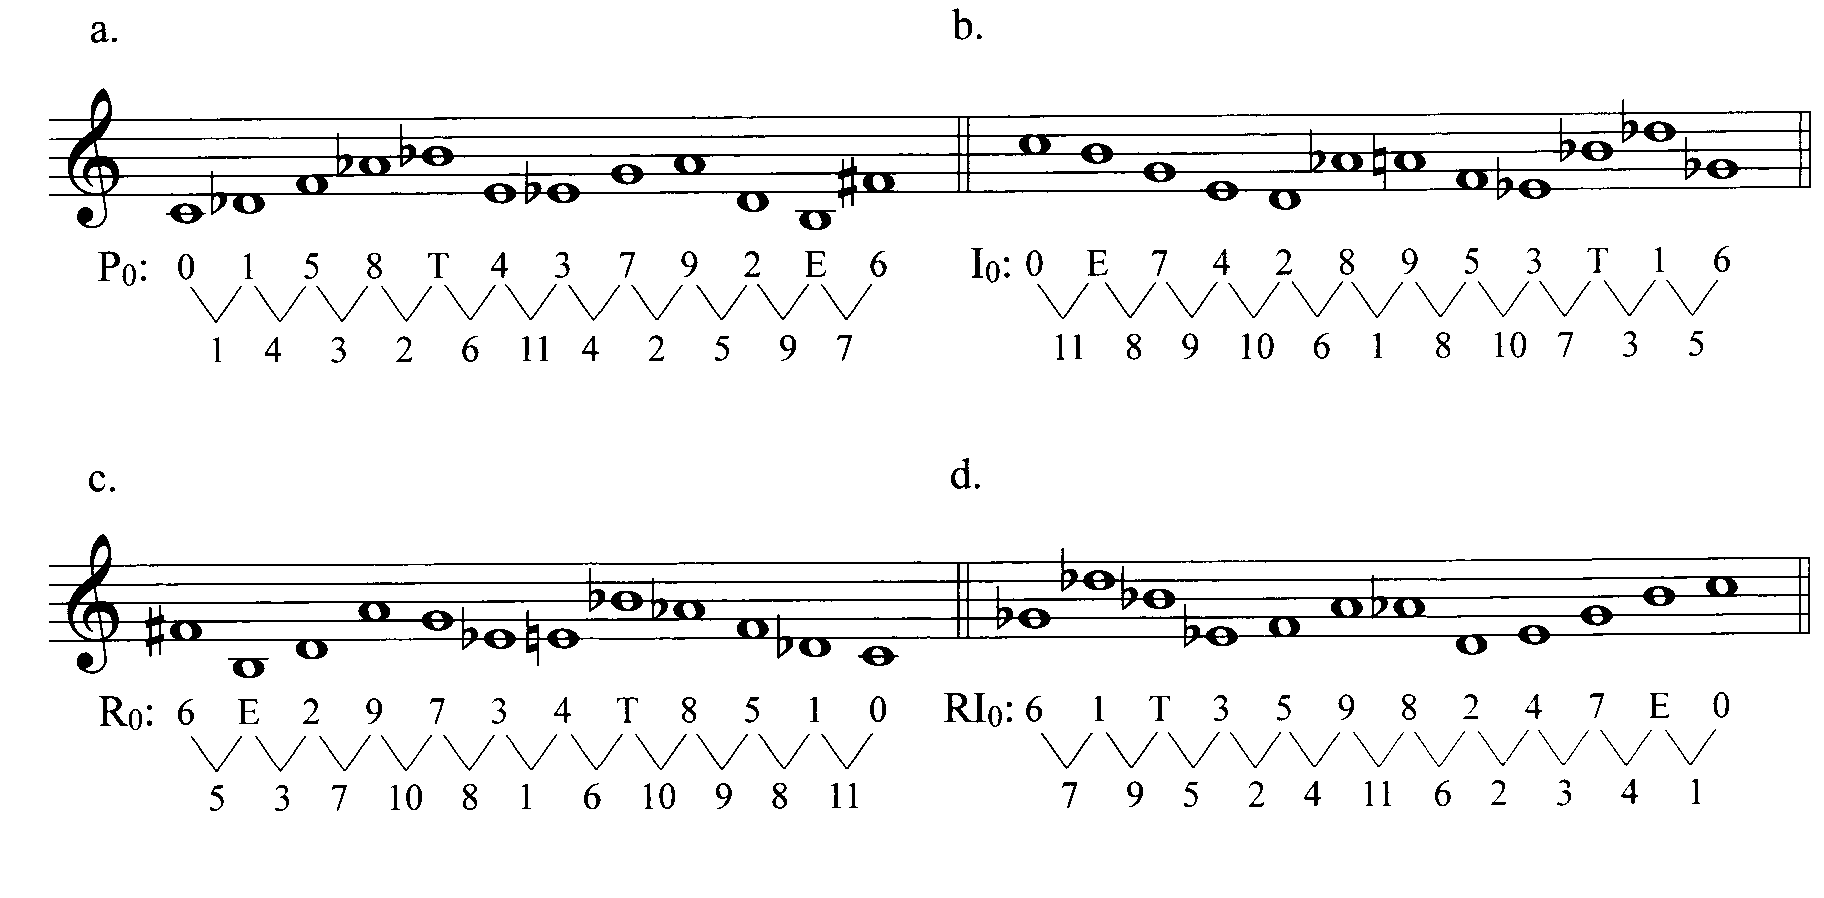 a.
P0: 0 1 5 8 T 4 3 7 9 2 E 6
1 4 3 2 6 11 4 2 5 9 7
b.
I0: 0 E 7 4 2 8 9 5 3 T 1 6
11 8 9 10 6 1 8 10 7 3 5
c.
R0: 6 E 2 9 7 3 4 T 8 5 1 0
5 3 7 10 8 1 6 10 9 8 11
d.
RI0: 6 1 T 3 5 9 8 2 4 7 E 0
7 9 5 2 4 11 6 2 3 4 1